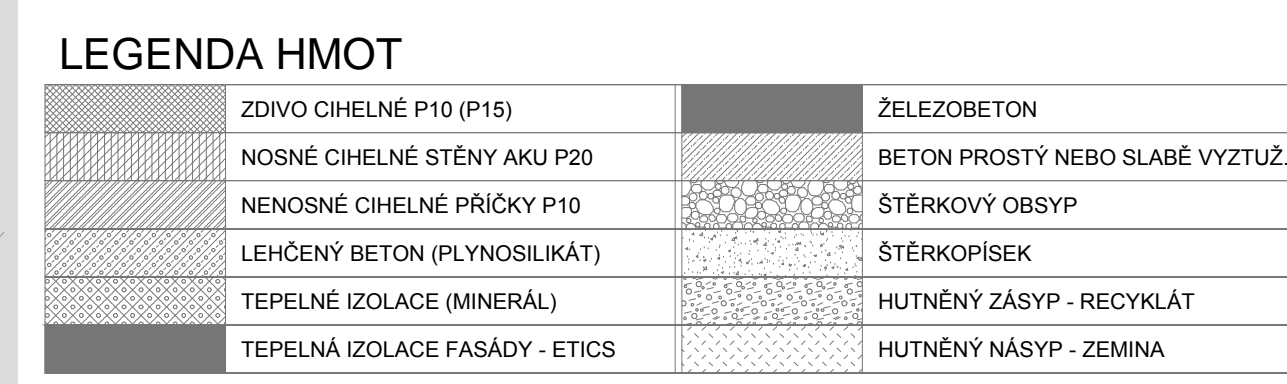 LEGENDA HMOT
ZDIVO CIHELNÉ P10 (P15)
NOSNÉ CIHELNÉ STĚNY AKU P20
NENOSNÉ CIHELNÉ PŘÍČKY P10
LEHČENÝ BETON (PLYNOSILIKÁT)
TEPELNÉ IZOLACE (MINERÁL)
TEPELNÁ IZOLACE FASÁDY - ETICS
ŽELEZOBETON
BETON PROSTÝ NEBO SLABĚ VYZTUŽ.
ŠTĚRKOVÝ OBSYP
ŠTĚRKOPÍSEK
HUTNĚNÝ ZÁSYP - RECYKLÁT
HUTNĚNÝ NÁSYP - ZEMINA